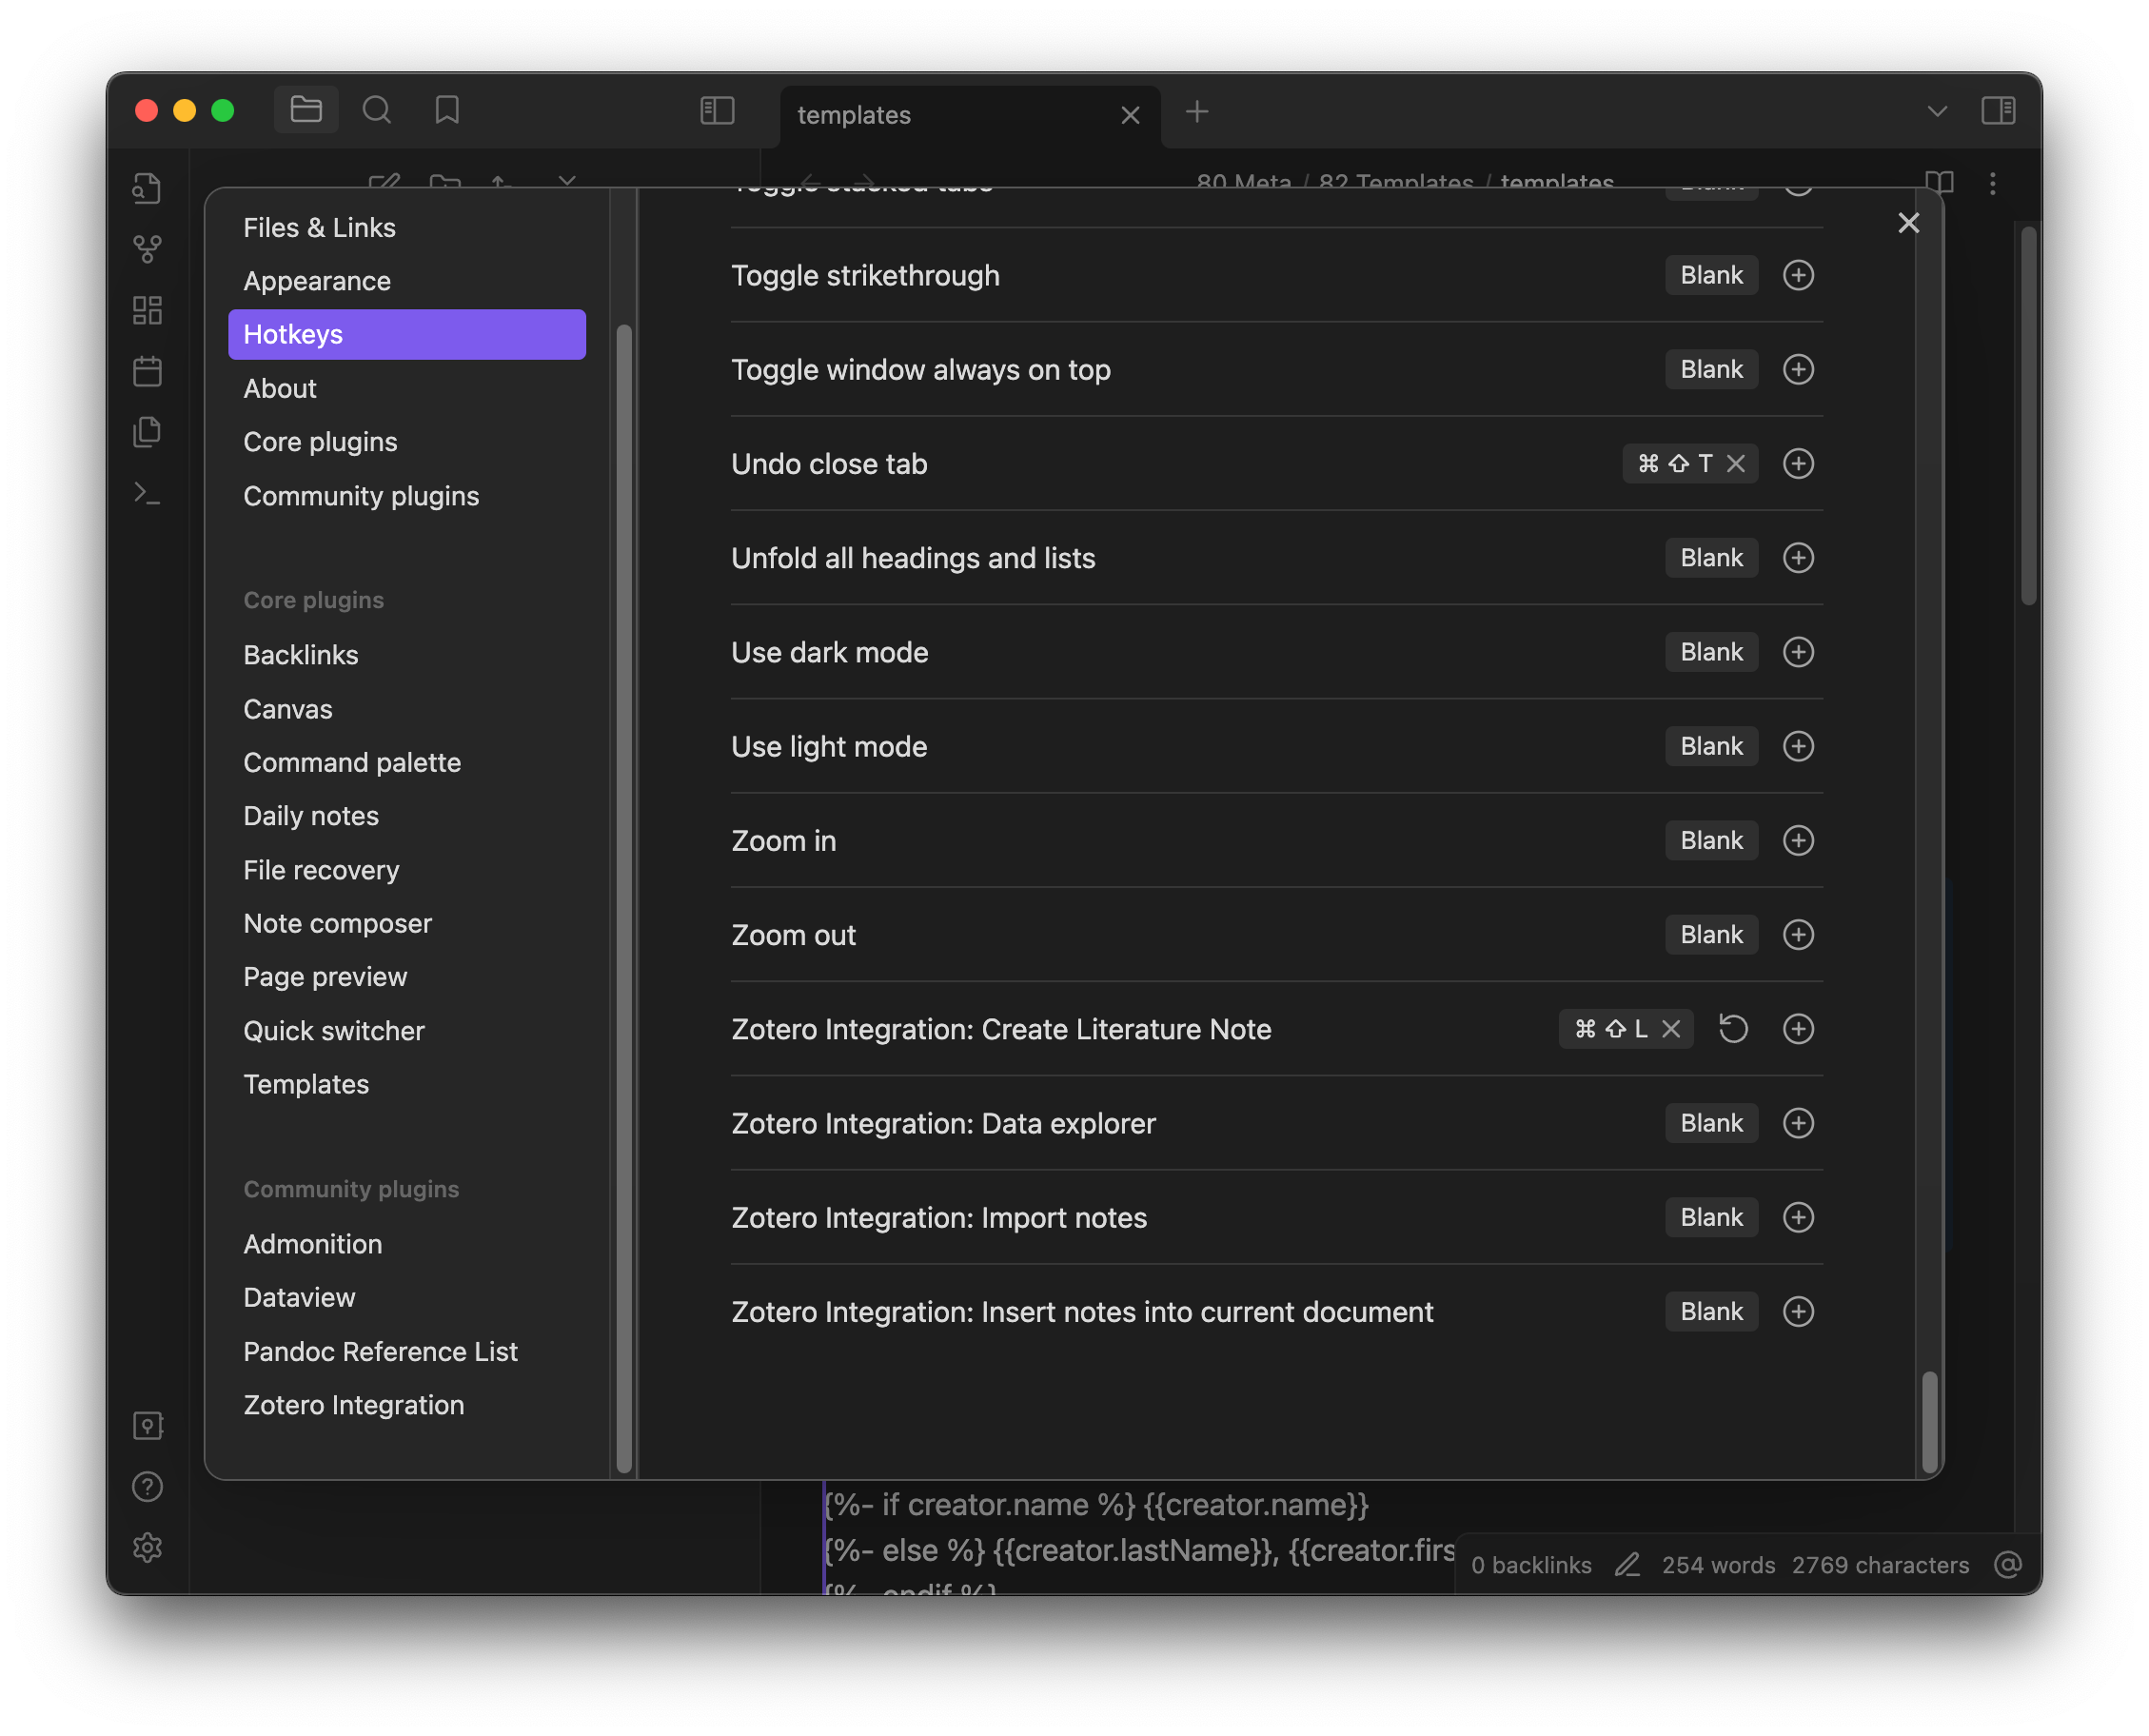 templates
80 Meta / 82 Templates / templates
Files & Links
Appearance
Hotkeys
About
Core plugins
Community plugins
Core plugins
Backlinks
Canvas
Command palette
Daily notes
File recovery
Note composer
Page preview
Quick switcher
Templates
Community plugins
Admonition
Dataview
Pandoc Reference List
Zotero Integration
Toggle stacked tabs Blank
Toggle strikethrough Blank
Toggle window always on top Blank
Undo close tab ⌘ ⇧ T
Unfold all headings and lists Blank
Use dark mode Blank
Use light mode Blank
Zoom in Blank
Zoom out Blank
Zotero Integration: Create Literature Note ⌘ ⇧ L
Zotero Integration: Data explorer Blank
Zotero Integration: Import notes Blank
Zotero Integration: Insert notes into current document Blank
{%- if creator.name %} {{creator.name}}
{%- else %} {{creator.lastName}}, {{creator.firs
{%- endif %}
0 backlinks 254 words 2769 characters